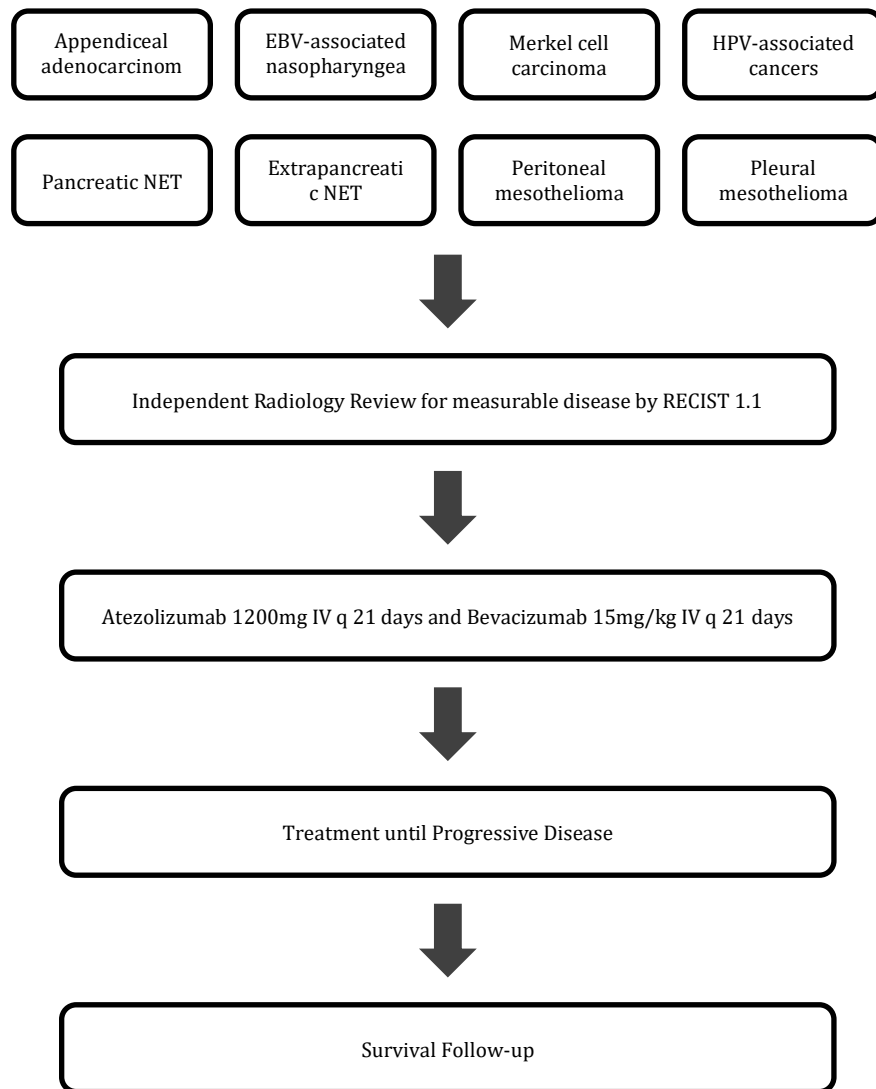 Appendiceal
adenocarcinom
EBV-associated
nasopharyngea
Merkel cell
carcinoma
HPV-associated
cancers
Pancreatic NET
Extrapancreati
c NET
Peritoneal
mesothelioma
Pleural
mesothelioma
Independent Radiology Review for measurable disease by RECIST 1.1
Atezolizumab 1200mg IV q 21 days and Bevacizumab 15mg/kg IV q 21 days
Treatment until Progressive Disease
Survival Follow-up